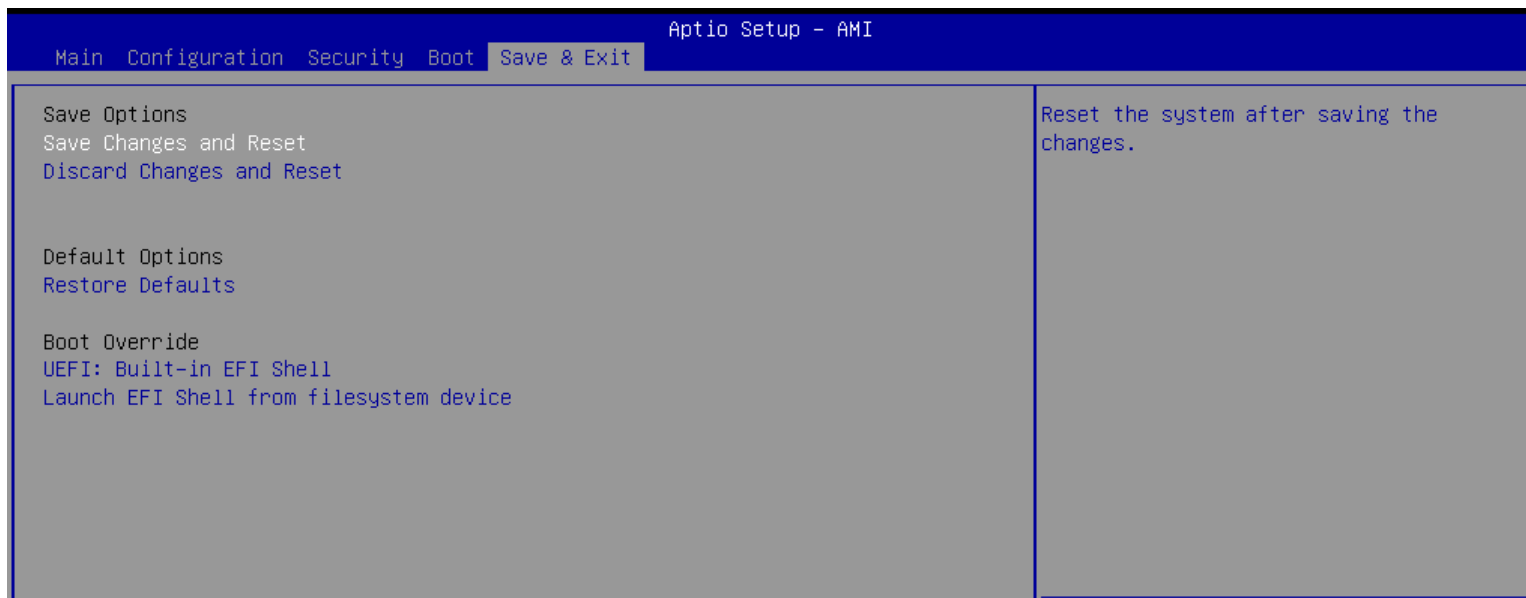 Aptio Setup – AMI
Main Configuration Security Boot Save & Exit
Save Options
Save Changes and Reset
Discard Changes and Reset
Default Options
Restore Defaults
Boot Override
UEFI: Built-in EFI Shell
Launch EFI Shell from filesystem device
Reset the system after saving the
changes.